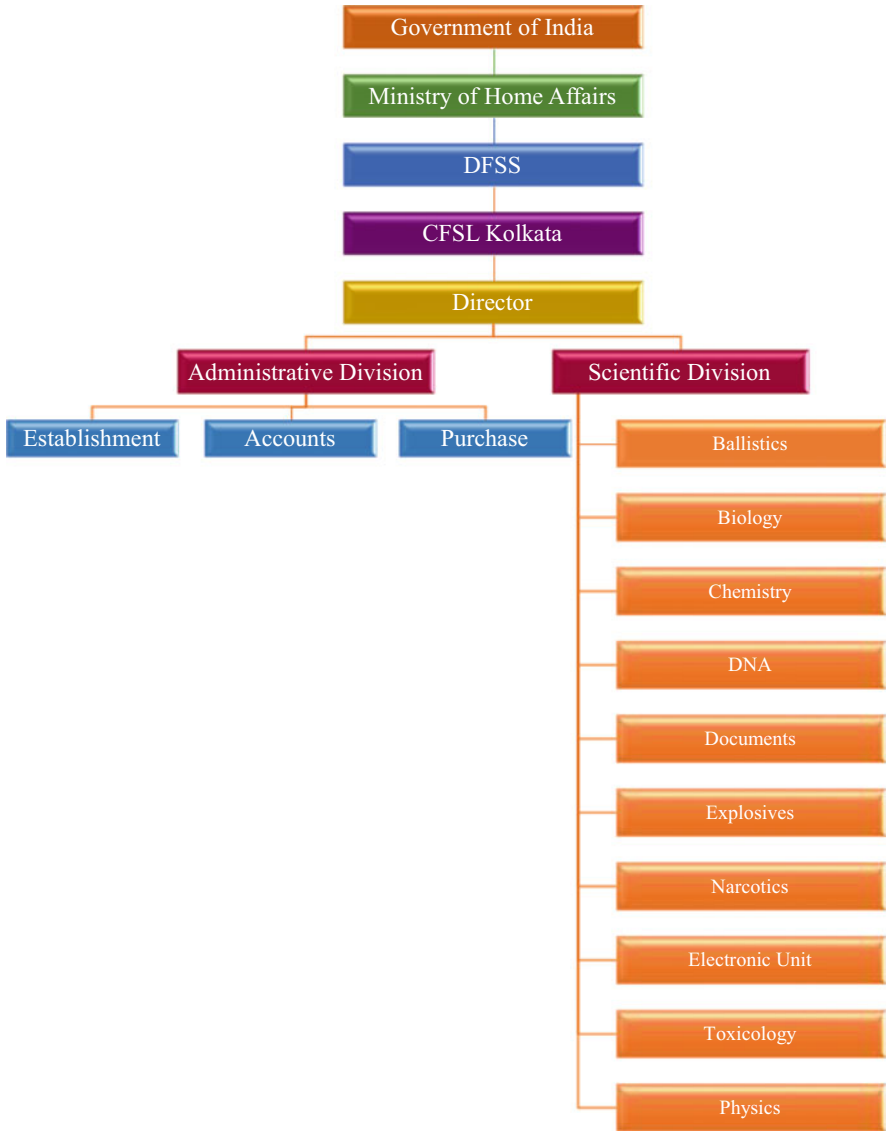 Government of India
Ministry of Home Affairs
DFSS
CFSL Kolkata
Director
Administrative Division
Scientific Division
Establishment
Accounts
Purchase
Ballistics
Biology
Chemistry
DNA
Documents
Explosives
Narcotics
Electronic Unit
Toxicology
Physics